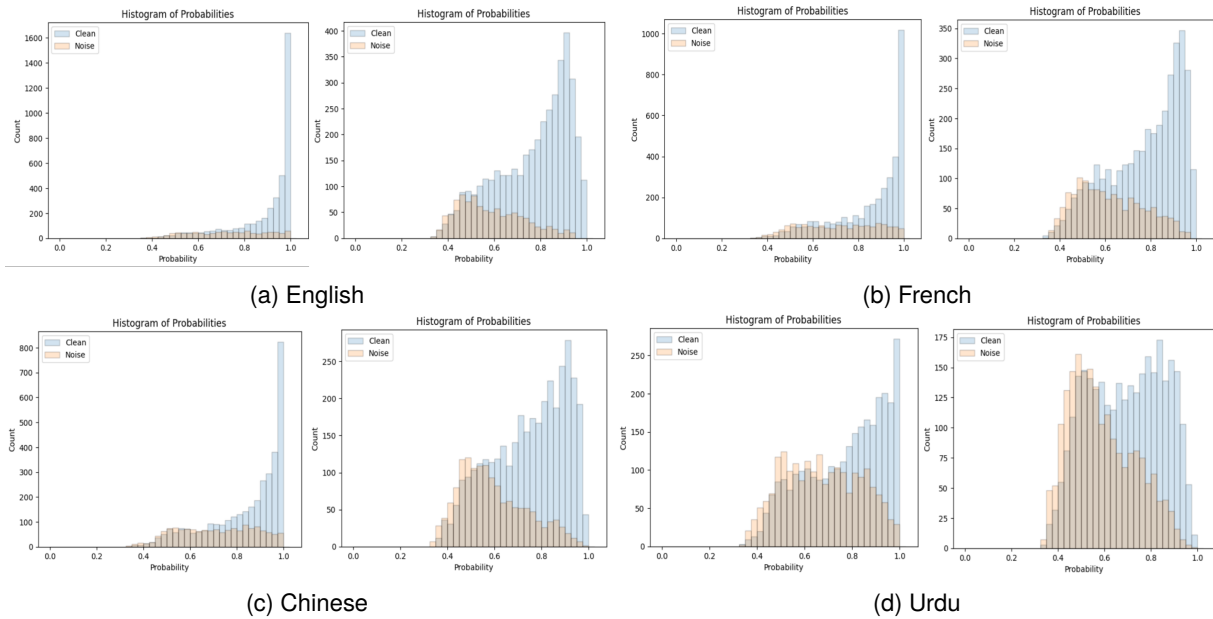 Histogram of Probabilities
Clean
Noise
Count
1600
1400
1200
1000
800
600
400
200
0
0.0 0.2 0.4 0.6 0.8 1.0
Probability
Histogram of Probabilities
Clean
Noise
Count
400
350
300
250
200
150
100
50
0
0.0 0.2 0.4 0.6 0.8 1.0
Probability
(a) English
Histogram of Probabilities
Clean
Noise
Count
1000
800
600
400
200
0
0.0 0.2 0.4 0.6 0.8 1.0
Probability
Histogram of Probabilities
Clean
Noise
Count
350
300
250
200
150
100
50
0
0.0 0.2 0.4 0.6 0.8 1.0
Probability
(b) French
Histogram of Probabilities
Clean
Noise
Count
800
700
600
500
400
300
200
100
0
0.0 0.2 0.4 0.6 0.8 1.0
Probability
Histogram of Probabilities
Clean
Noise
Count
250
200
150
100
50
0
0.0 0.2 0.4 0.6 0.8 1.0
Probability
(c) Chinese
Histogram of Probabilities
Clean
Noise
Count
250
200
150
100
50
0
0.0 0.2 0.4 0.6 0.8 1.0
Probability
Histogram of Probabilities
Clean
Noise
Count
175
150
125
100
75
50
25
0
0.0 0.2 0.4 0.6 0.8 1.0
Probability
(d) Urdu